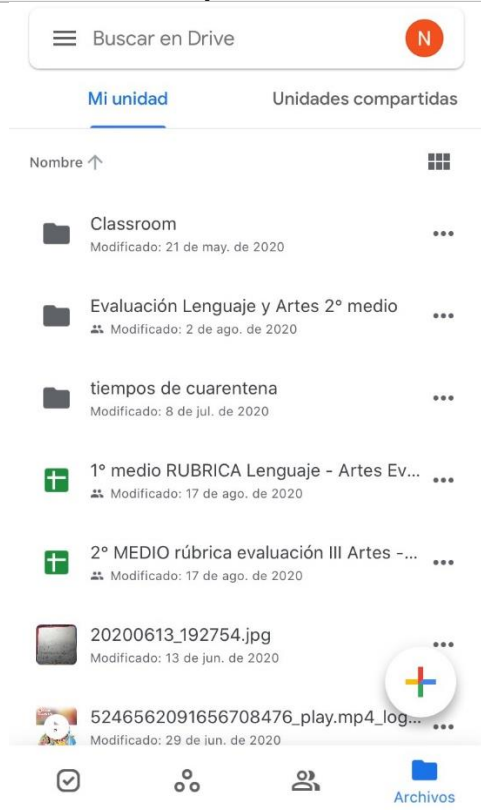 Buscar en Drive
N
Mi unidad Unidades compartidas
Nombre
Classroom
Modificado: 21 de may. de 2020
Evaluación Lenguaje y Artes 2° medio
Modificado: 2 de ago. de 2020
tiempos de cuarentena
Modificado: 8 de jul. de 2020
1° medio RUBRICA Lenguaje - Artes Ev...
Modificado: 17 de ago. de 2020
2° MEDIO rúbrica evaluación III Artes -...
Modificado: 17 de ago. de 2020
20200613_192754.jpg
Modificado: 13 de jun. de 2020
5246562091656708476_play.mp4_log...
Modificado: 29 de jun. de 2020
Archivos